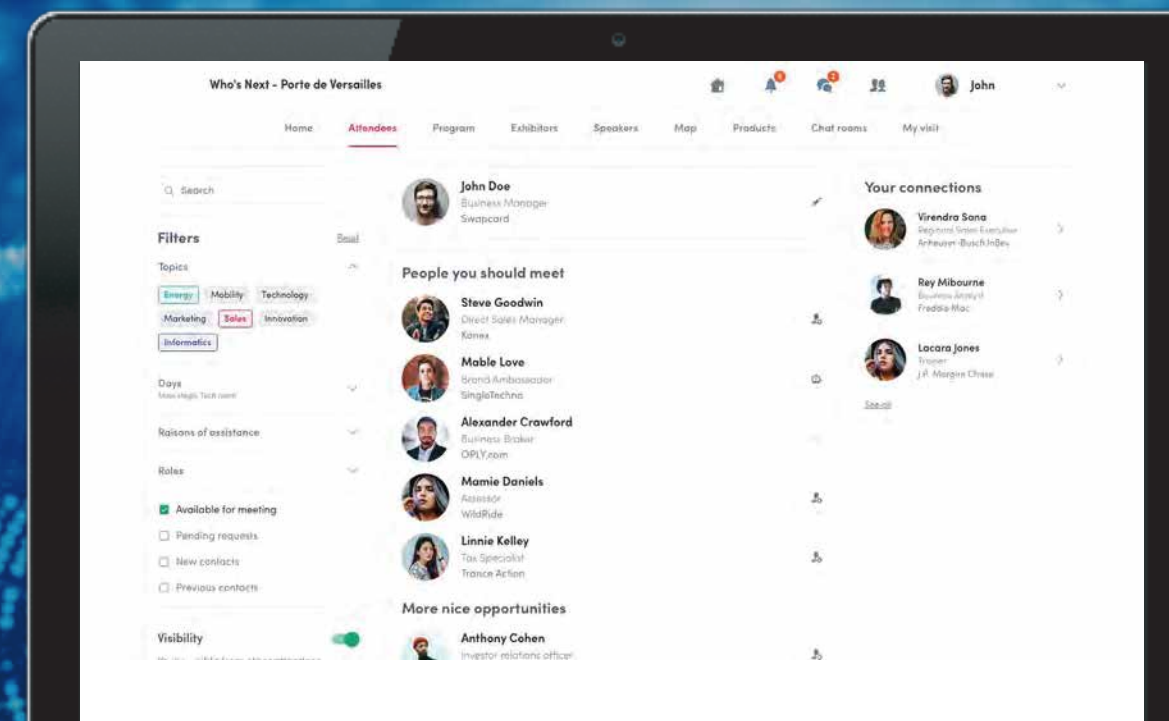 Who's Next - Porte de Versailles
John
Home Attendees Program Exhibitors Speakers Map Products Chat rooms My visit
Search
Filters
Reset
Topics
Energy Mobility Technology
Marketing Sales Innovation
Informatics
Days
Raisons of assistance
Roles
Available for meeting
Pending requests
New contacts
Previous contacts
Visibility
John Doe
Business Manager
Swapcard
People you should meet
Steve Goodwin
Direct Sales Manager
Konex
Mable Love
Brand Ambassador
SingleTechno
Alexander Crawford
Business Broker
OPLY.com
Mamie Daniels
Assessor
WildRide
Linnie Kelley
Tax Specialist
Trance Action
More nice opportunities
Anthony Cohen
Investor relations officer
Your connections
Virendra Sana
Regional Sales Executive
Anheuser-Busch InBev
Rey Mibourne
Business Analyst
Freddie Mac
Lacara Jones
Trainer
J.P. Morgan Chase
See all